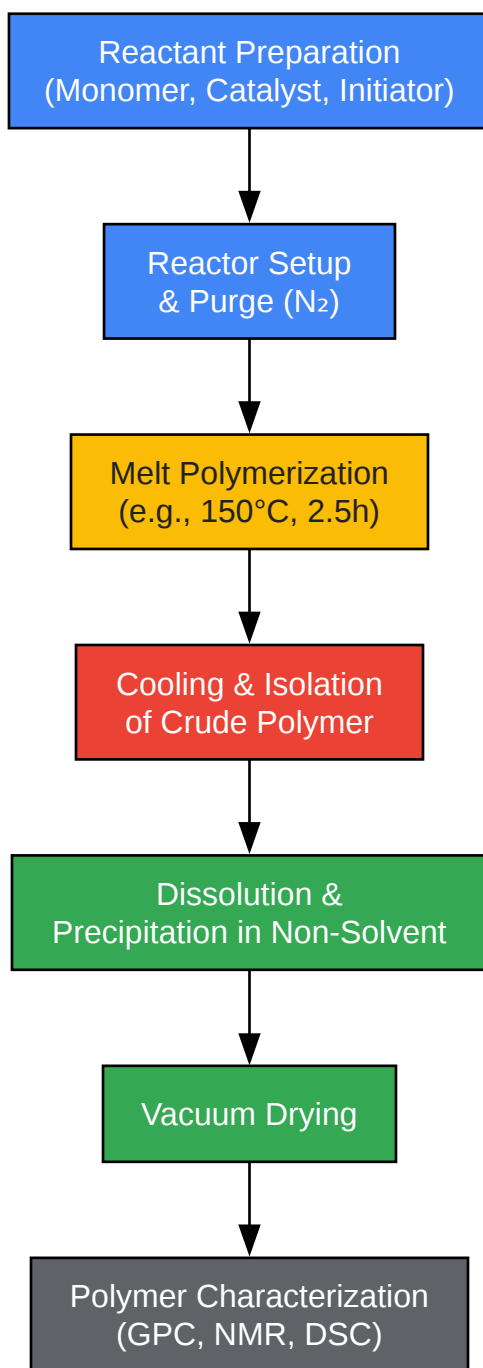 Reactant Preparation
(Monomer, Catalyst, Initiator)
Reactor Setup
& Purge (N₂)
Melt Polymerization
(e.g., 150°C, 2.5h)
Cooling & Isolation
of Crude Polymer
Dissolution &
Precipitation in Non-Solvent
Vacuum Drying
Polymer Characterization
(GPC, NMR, DSC)